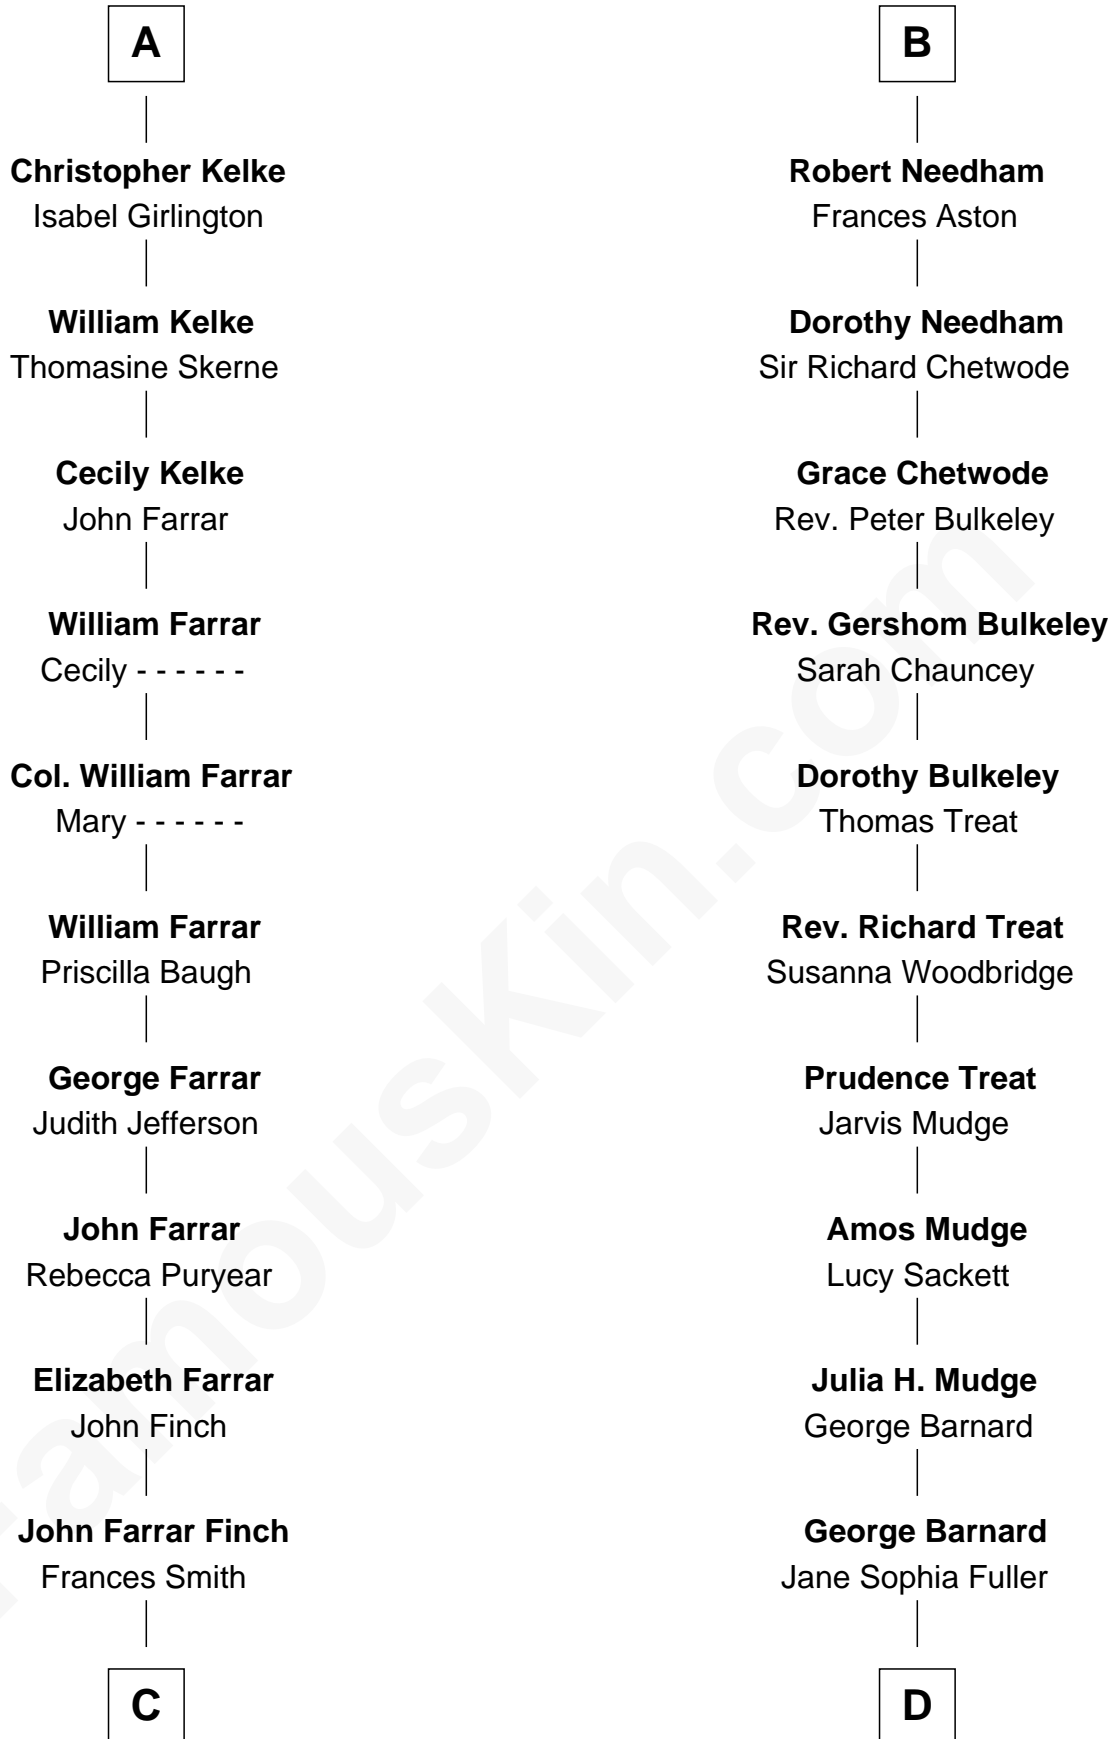 A
Christopher Kelke
Isabel Girlington
William Kelke
Thomasine Skerne
Cecily Kelke
John Farrar
William Farrar
Cecily - - - - - -
Col. William Farrar
Mary - - - - - -
William Farrar
Priscilla Baugh
George Farrar
Judith Jefferson
John Farrar
Rebecca Puryear
Elizabeth Farrar
John Finch
John Farrar Finch
Frances Smith
C
B
Robert Needham
Frances Aston
Dorothy Needham
Sir Richard Chetwode
Grace Chetwode
Rev. Peter Bulkeley
Rev. Gershom Bulkeley
Sarah Chauncey
Dorothy Bulkeley
Thomas Treat
Rev. Richard Treat
Susanna Woodbridge
Prudence Treat
Jarvis Mudge
Amos Mudge
Lucy Sackett
Julia H. Mudge
George Barnard
George Barnard
Jane Sophia Fuller
D
FamousKin.com